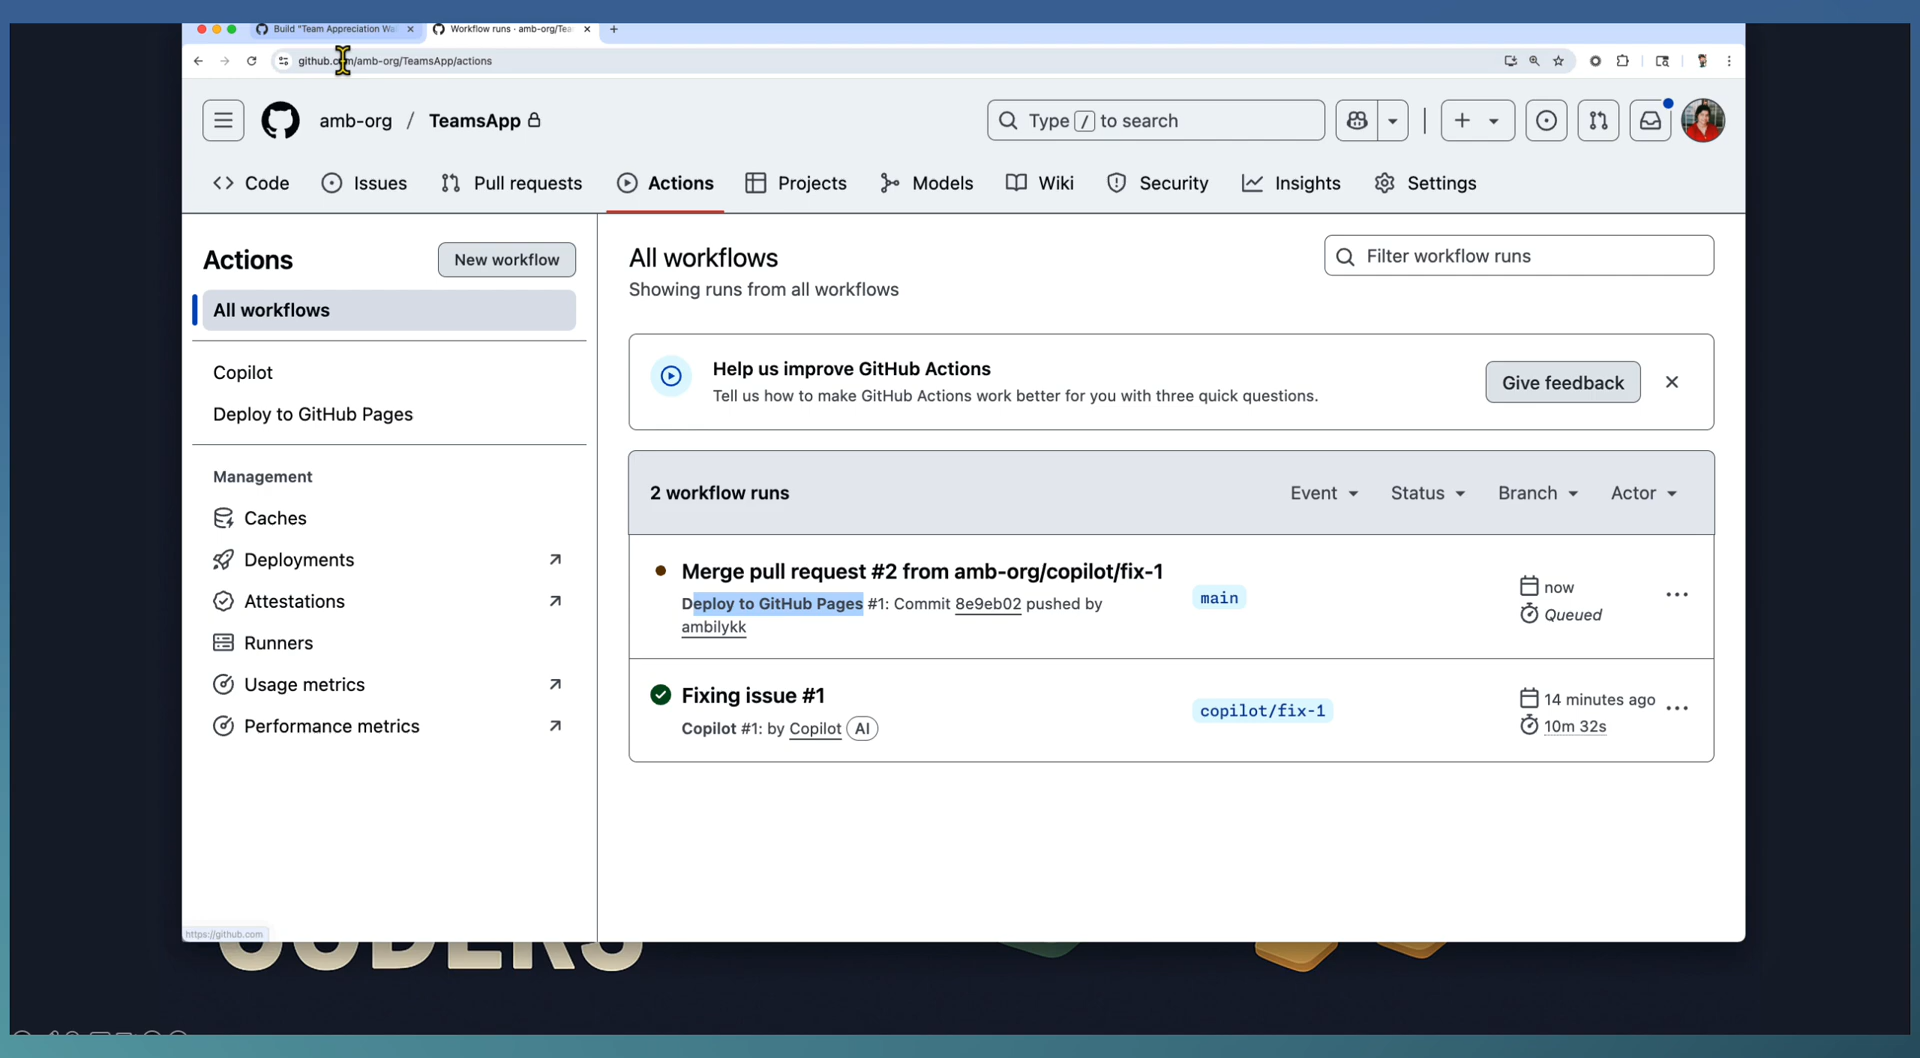 Build "Team Appreciation Wa
Workflow runs · amb-org/Tea
github.com/amb-org/TeamsApp/actions
amb-org / TeamsApp
Type / to search
Code
Issues
Pull requests
Actions
Projects
Models
Wiki
Security
Insights
Settings
Actions
New workflow
All workflows
Copilot
Deploy to GitHub Pages
Management
Caches
Deployments
Attestations
Runners
Usage metrics
Performance metrics
All workflows
Showing runs from all workflows
Filter workflow runs
Help us improve GitHub Actions
Tell us how to make GitHub Actions work better for you with three quick questions.
Give feedback
2 workflow runs
Event
Status
Branch
Actor
Merge pull request #2 from amb-org/copilot/fix-1
Deploy to GitHub Pages #1: Commit 8e9eb02 pushed by
ambilykk
main
now
Queued
Fixing issue #1
Copilot #1: by Copilot AI
copilot/fix-1
14 minutes ago
10m 32s
https://github.com
CODERS